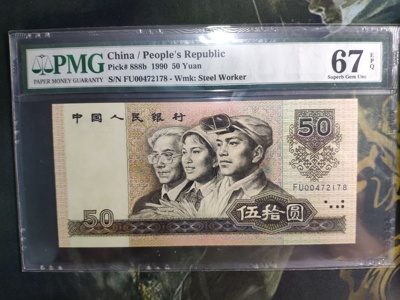 PMG
PAPER MONEY GUARANTY
China / People's Republic
Pick# 888b 1990 50 Yuan
S/N FU00472178 - Wmk: Steel Worker
67 EPQ
Superb Gem Unc
中国人民银行
50
FU00472178
50
伍拾圆